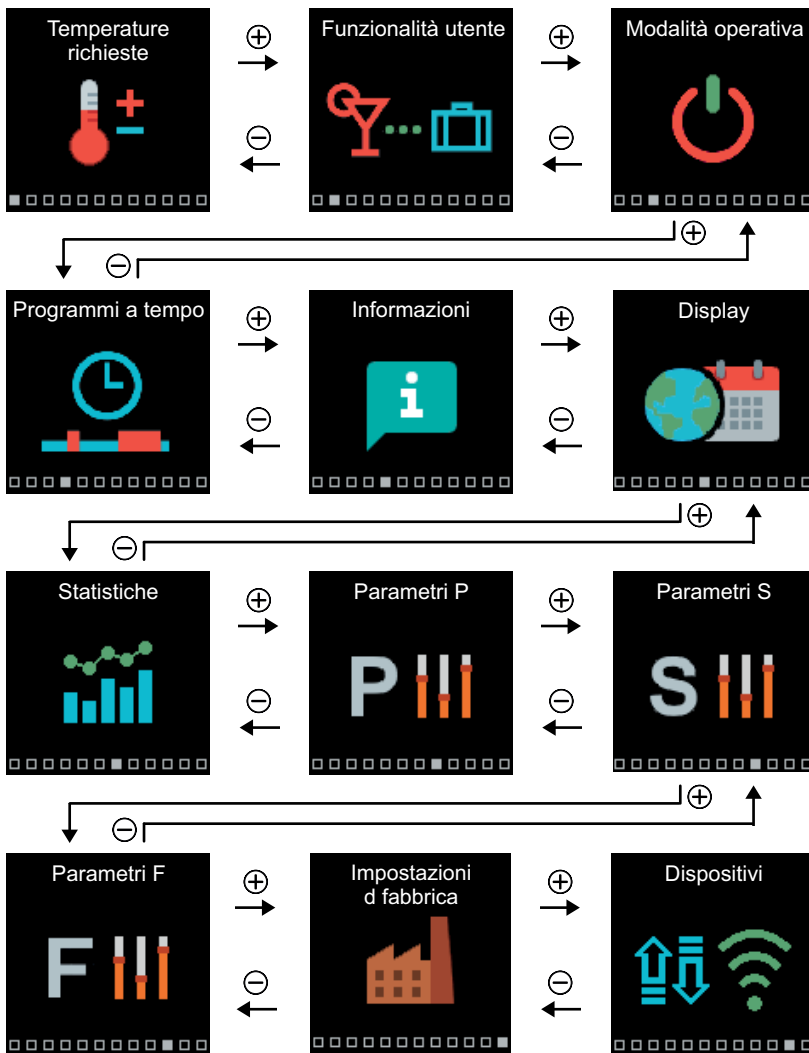 Temperature
richieste
Funzionalità utente
Modalità operativa
+
−
+
−
+
−
Programmi a tempo
Informazioni
Display
+
−
i
+
−
+
−
Statistiche
Parametri P
Parametri S
+
−
P
+
−
S
+
−
Parametri F
Impostazioni
d fabbrica
Dispositivi
F
+
−
+
−